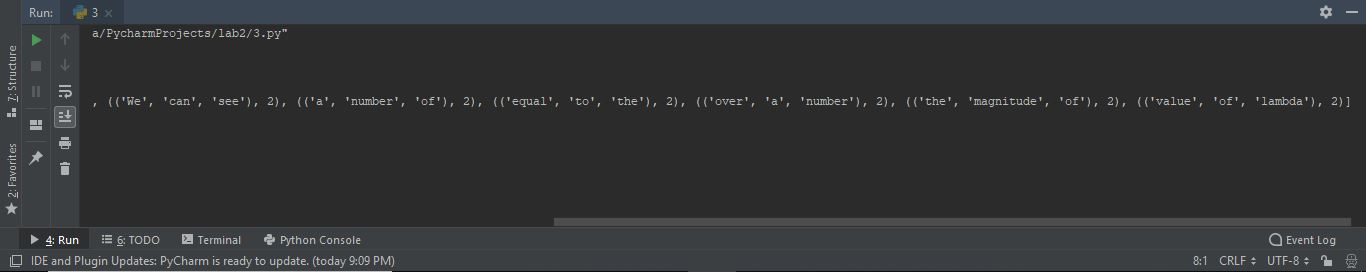 Run: 3
a/PycharmProjects/lab2/3.py"
, (('We', 'can', 'see'), 2), (('a', 'number', 'of'), 2), (('equal', 'to', 'the'), 2), (('over', 'a', 'number'), 2), (('the', 'magnitude', 'of'), 2), (('value', 'of', 'lambda'), 2)]
7: Structure
2: Favorites
4: Run 6: TODO Terminal Python Console Event Log
IDE and Plugin Updates: PyCharm is ready to update. (today 9:09 PM) 8:1 CRLF UTF-8